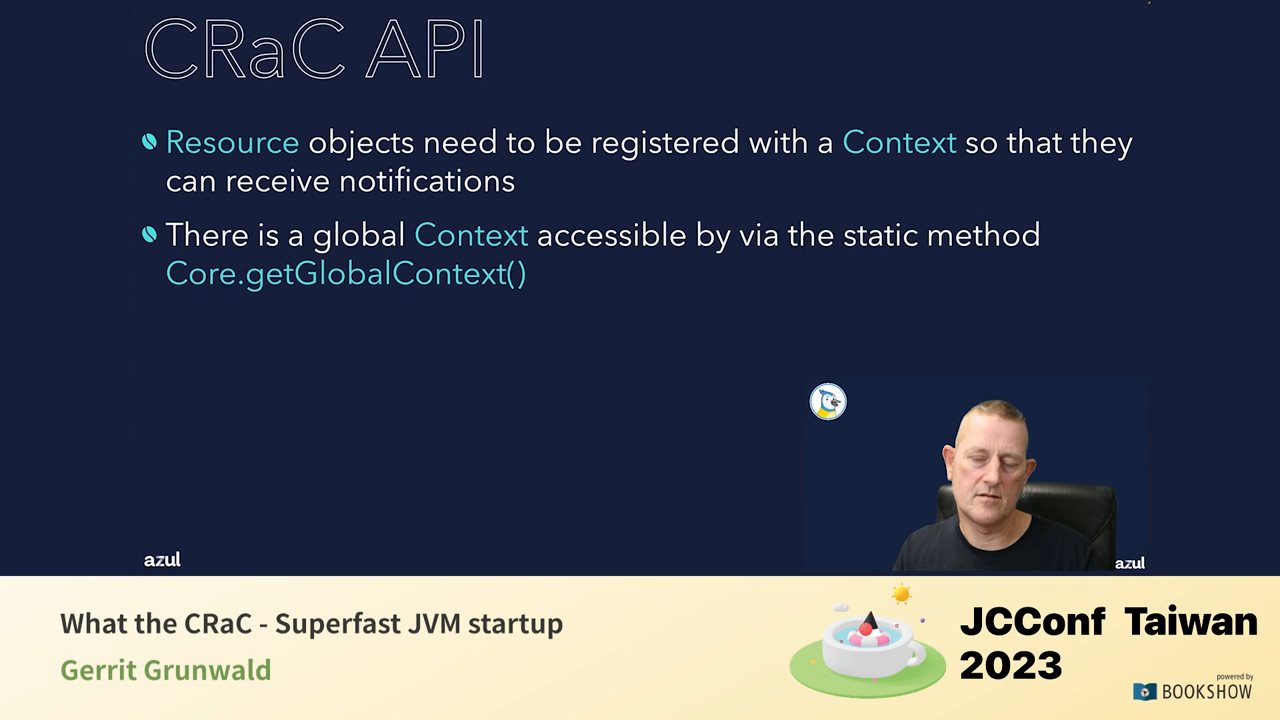 CRaC API
Resource objects need to be registered with a Context so that they
can receive notifications
There is a global Context accessible by via the static method
Core.getGlobalContext()
azul
azul
What the CRaC - Superfast JVM startup
Gerrit Grunwald
JCConf Taiwan
2023
powered by
BOOKSHOW